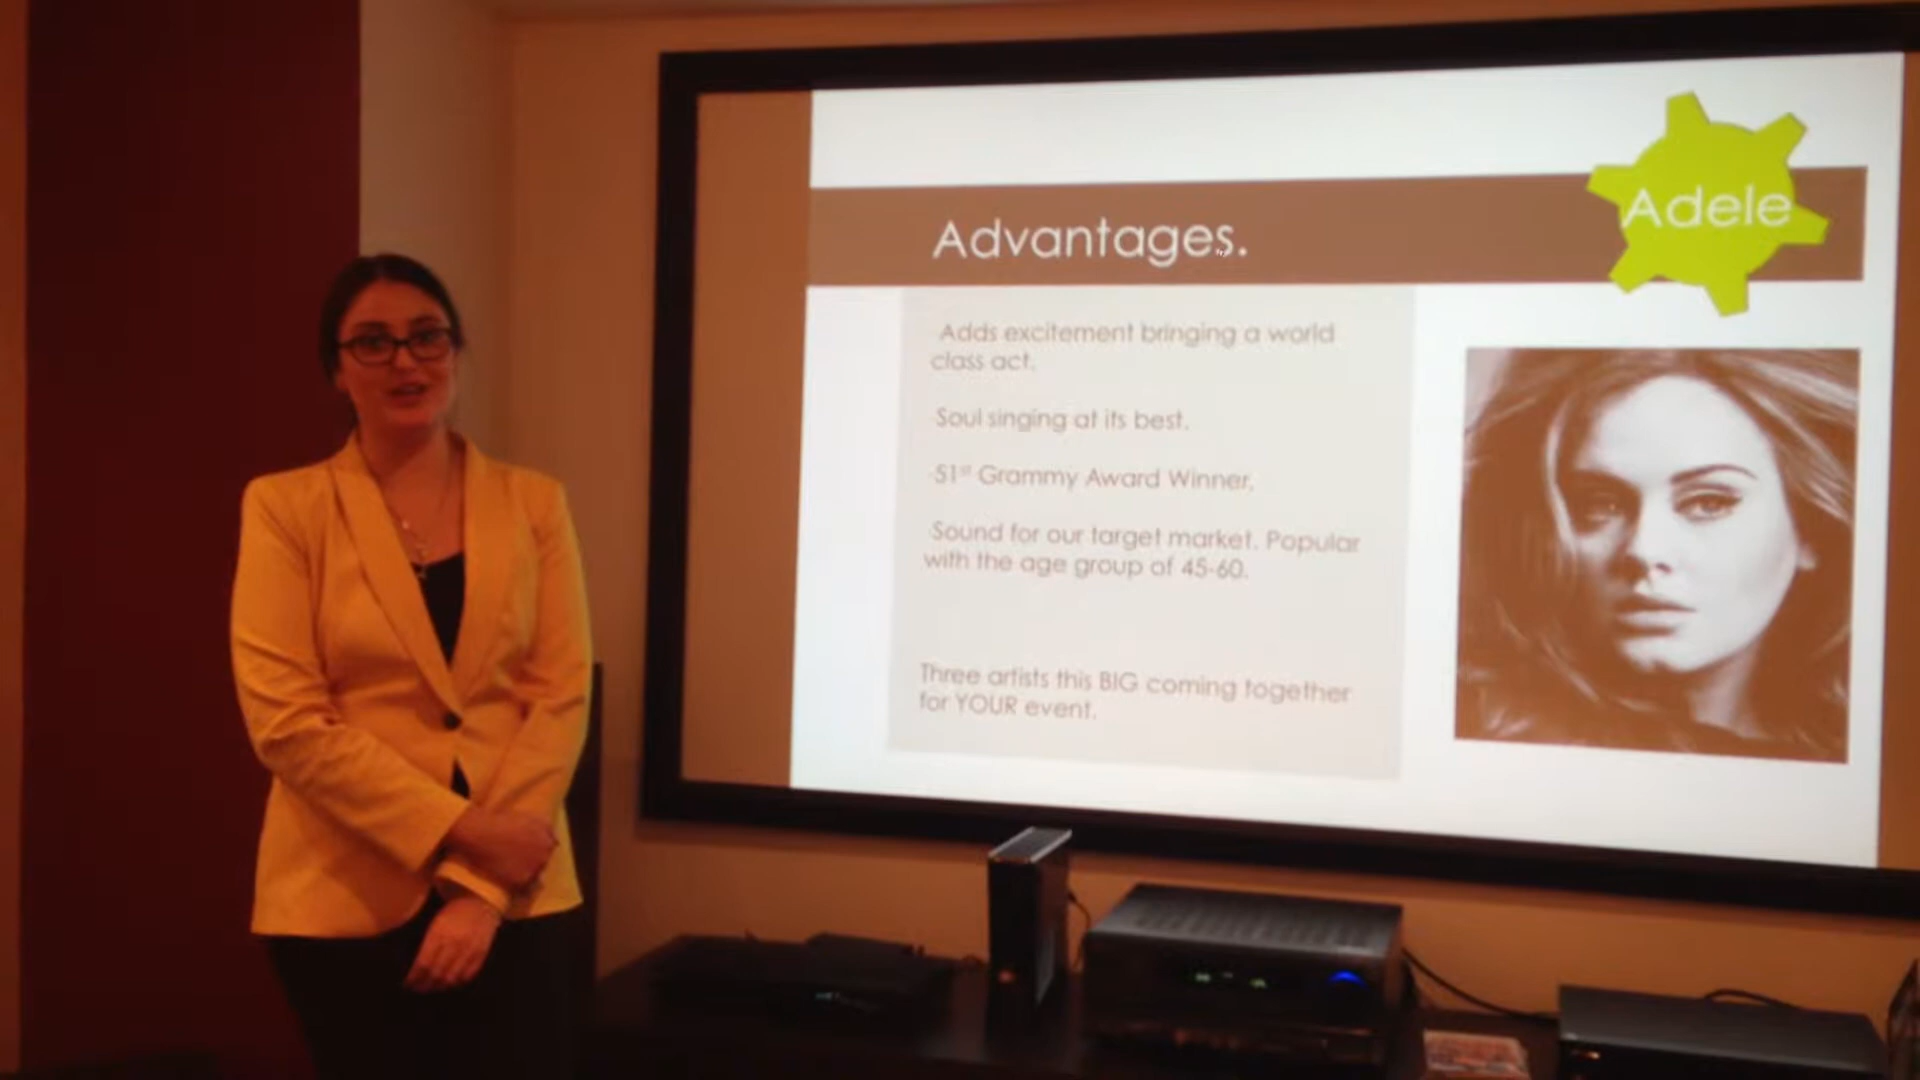 Adele
Advantages.
Adds excitement bringing a world
class act.
Soul singing at its best.
51st Grammy Award Winner.
Sound for our target market. Popular
with the age group of 45-60.
Three artists this BIG coming together
for YOUR event.